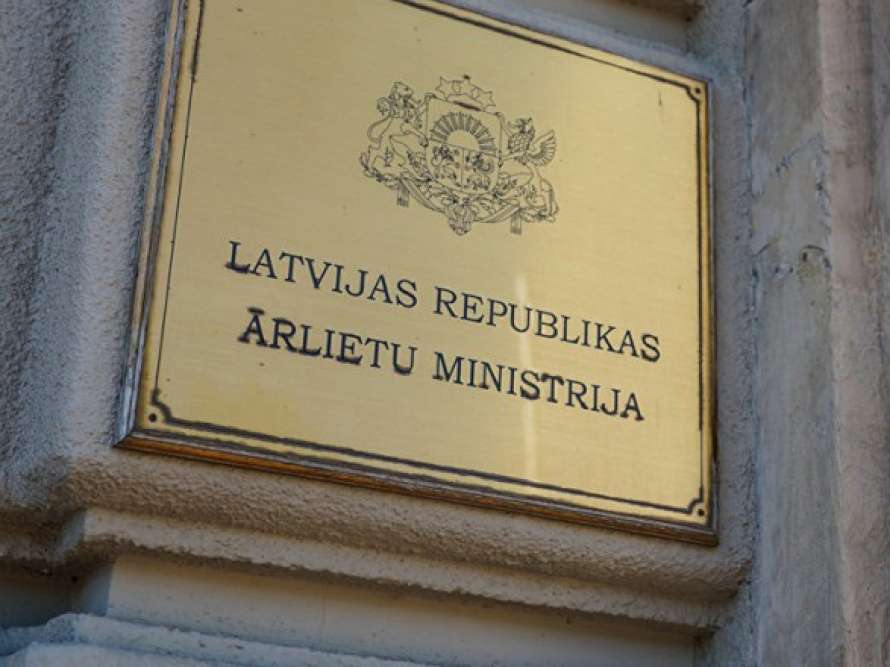 LATVIJAS REPUBLIKAS
ĀRLIETU MINISTRIJA